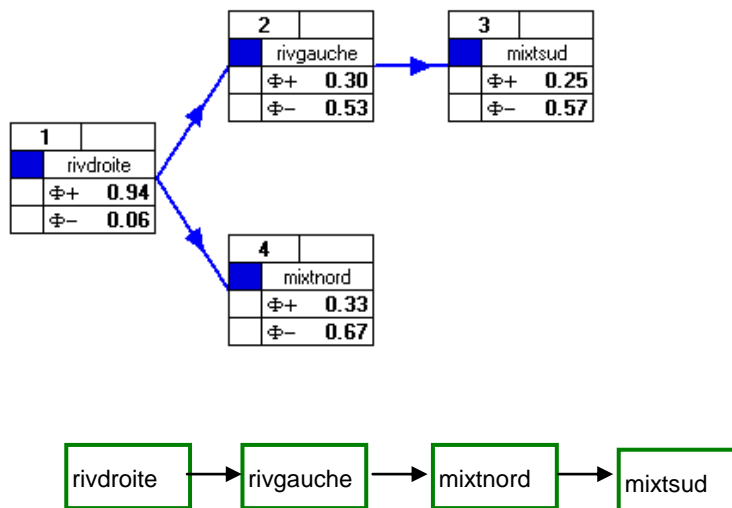 2
rivgauche
Φ+ 0.30
Φ− 0.53
3
mixtsud
Φ+ 0.25
Φ− 0.57
1
rivdroite
Φ+ 0.94
Φ− 0.06
4
mixtnord
Φ+ 0.33
Φ− 0.67
rivdroite
rivgauche
mixtnord
mixtsud